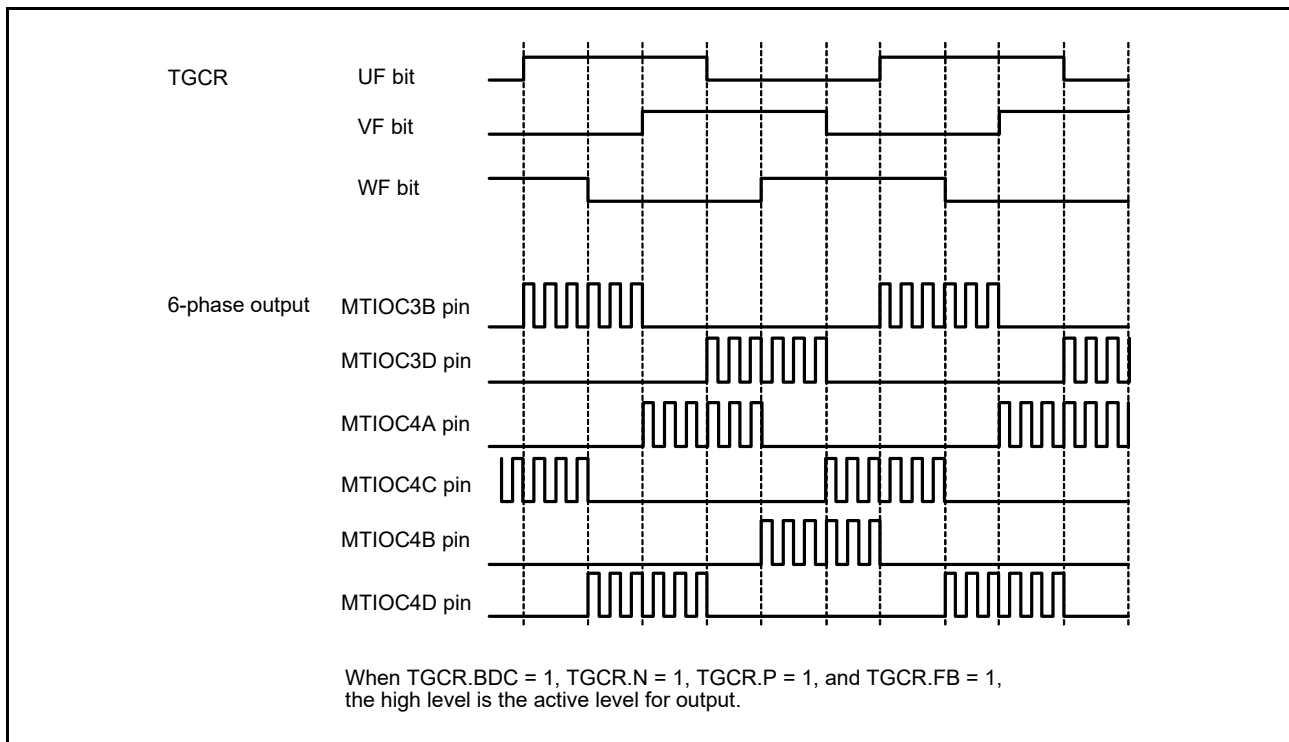 TGCR UF bit
VF bit
WF bit
6-phase output MTIOC3B pin
MTIOC3D pin
MTIOC4A pin
MTIOC4C pin
MTIOC4B pin
MTIOC4D pin
When TGCR.BDC = 1, TGCR.N = 1, TGCR.P = 1, and TGCR.FB = 1,
the high level is the active level for output.